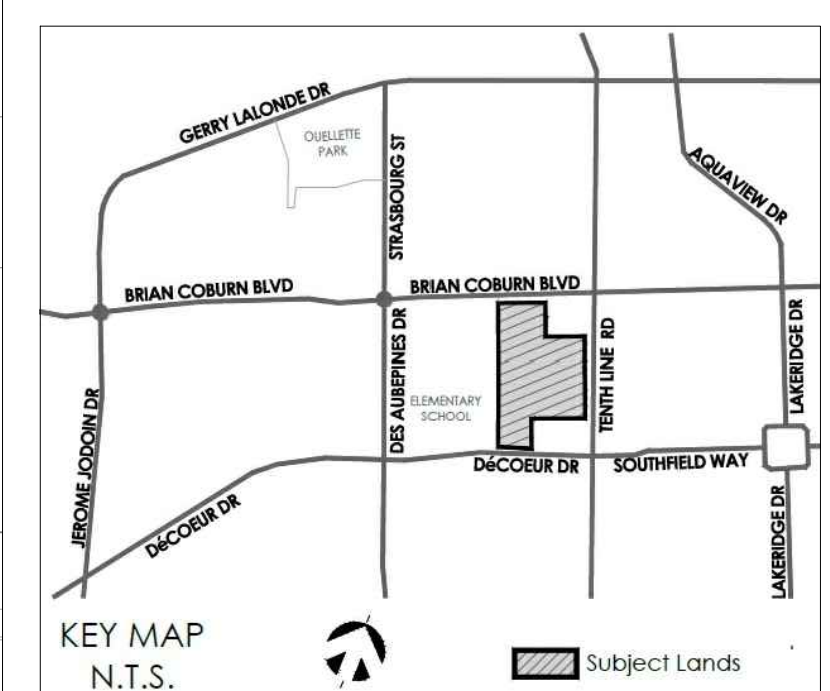 GERRY LALONDE DR
OUELLETTE
PARK
STRASBOURG ST
AQUAVIEW DR
BRIAN COBURN BLVD
BRIAN COBURN BLVD
LAKERIDGE DR
JEROME JODOIN DR
DES AUBEPINES DR
ELEMENTARY
SCHOOL
TENTH LINE RD
DéCOEUR DR
DéCOEUR DR
SOUTHFIELD WAY
LAKERIDGE DR
KEY MAP
N.T.S.
Subject Lands